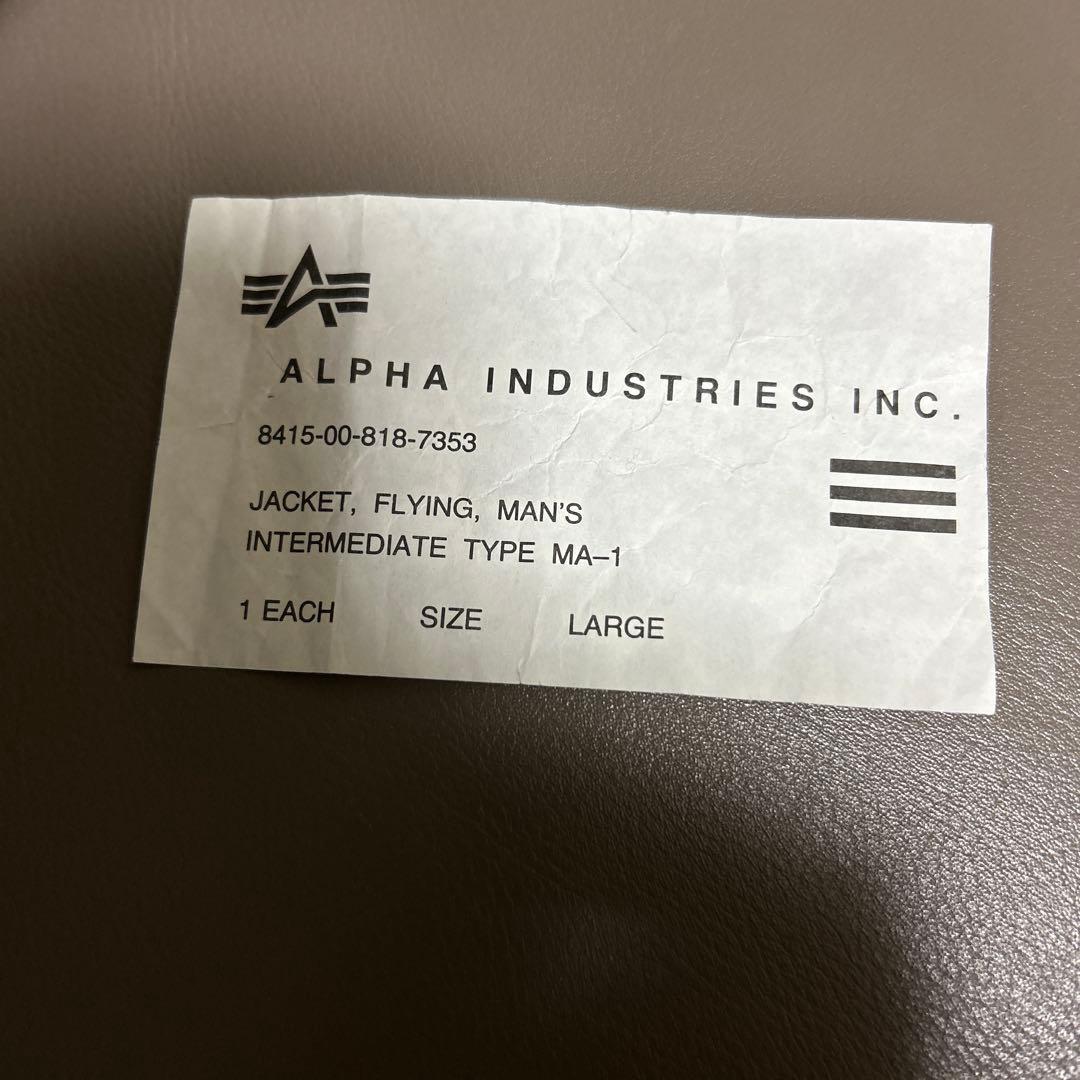 ALPHA INDUSTRIES INC.
8415-00-818-7353
JACKET, FLYING, MAN'S
INTERMEDIATE TYPE MA–1
1 EACH SIZE LARGE